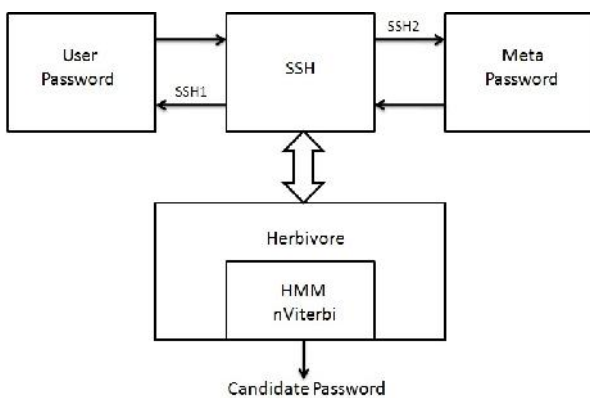 User
Password
SSH1
SSH
SSH2
Meta
Password
Herbivore
HMM
nViterbi
Candidate Password